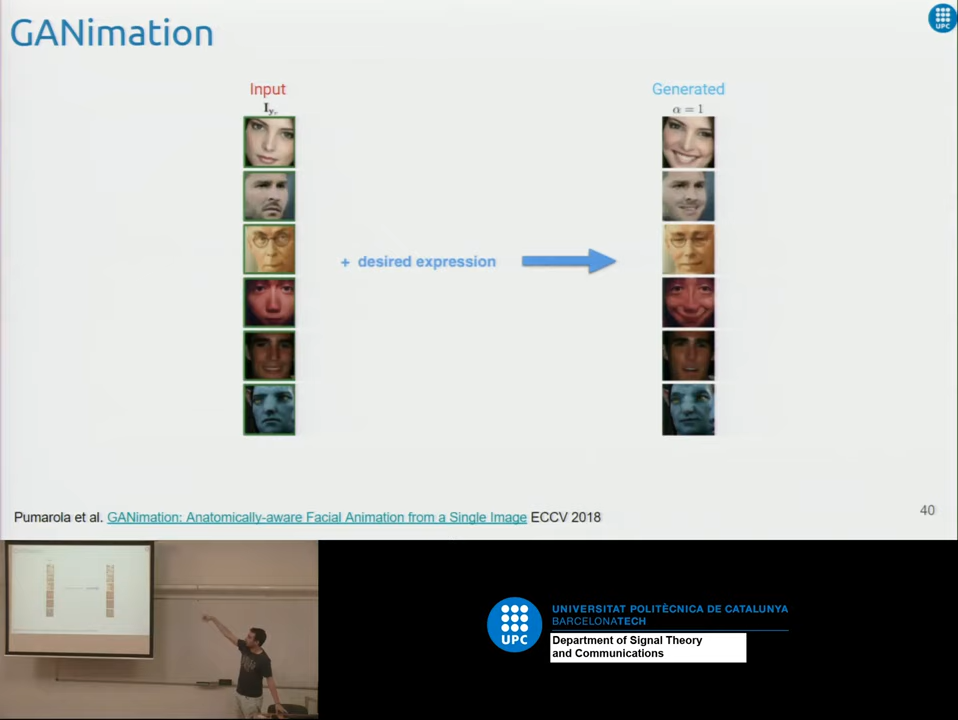 GANimation
UPC
Input
Generated
I_{y_r}
α = 1
+ desired expression
Pumarola et al. GANimation: Anatomically-aware Facial Animation from a Single Image ECCV 2018
40
UPC
UNIVERSITAT POLITÈCNICA DE CATALUNYA
BARCELONATECH
Department of Signal Theory
and Communications